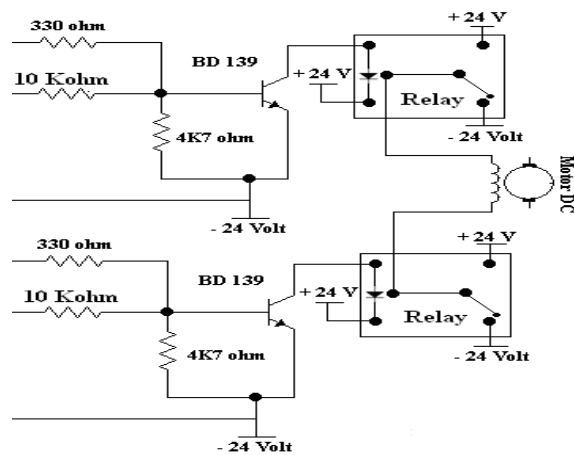 330 ohm
10 Kohm
BD 139
4K7 ohm
- 24 Volt
+ 24 V
+ 24 V
Relay
- 24 Volt
Motor DC
330 ohm
10 Kohm
BD 139
4K7 ohm
- 24 Volt
+ 24 V
+ 24 V
Relay
- 24 Volt